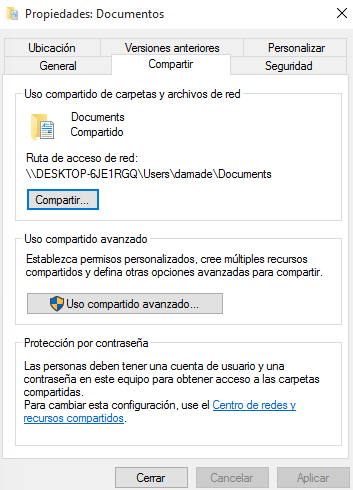 Propiedades: Documentos
Ubicación
Versiones anteriores
Personalizar
General
Compartir
Seguridad
Uso compartido de carpetas y archivos de red
Documents
Compartido
Ruta de acceso de red:
\\DESKTOP-6JE1RGQ\Users\damade\Documents
Compartir...
Uso compartido avanzado
Establezca permisos personalizados, cree múltiples recursos
compartidos y defina otras opciones avanzadas para compartir.
Uso compartido avanzado...
Protección por contraseña
Las personas deben tener una cuenta de usuario y una
contraseña en este equipo para obtener acceso a las carpetas
compartidas.
Para cambiar esta configuración, use el Centro de redes y
recursos compartidos.
Cerrar
Cancelar
Aplicar